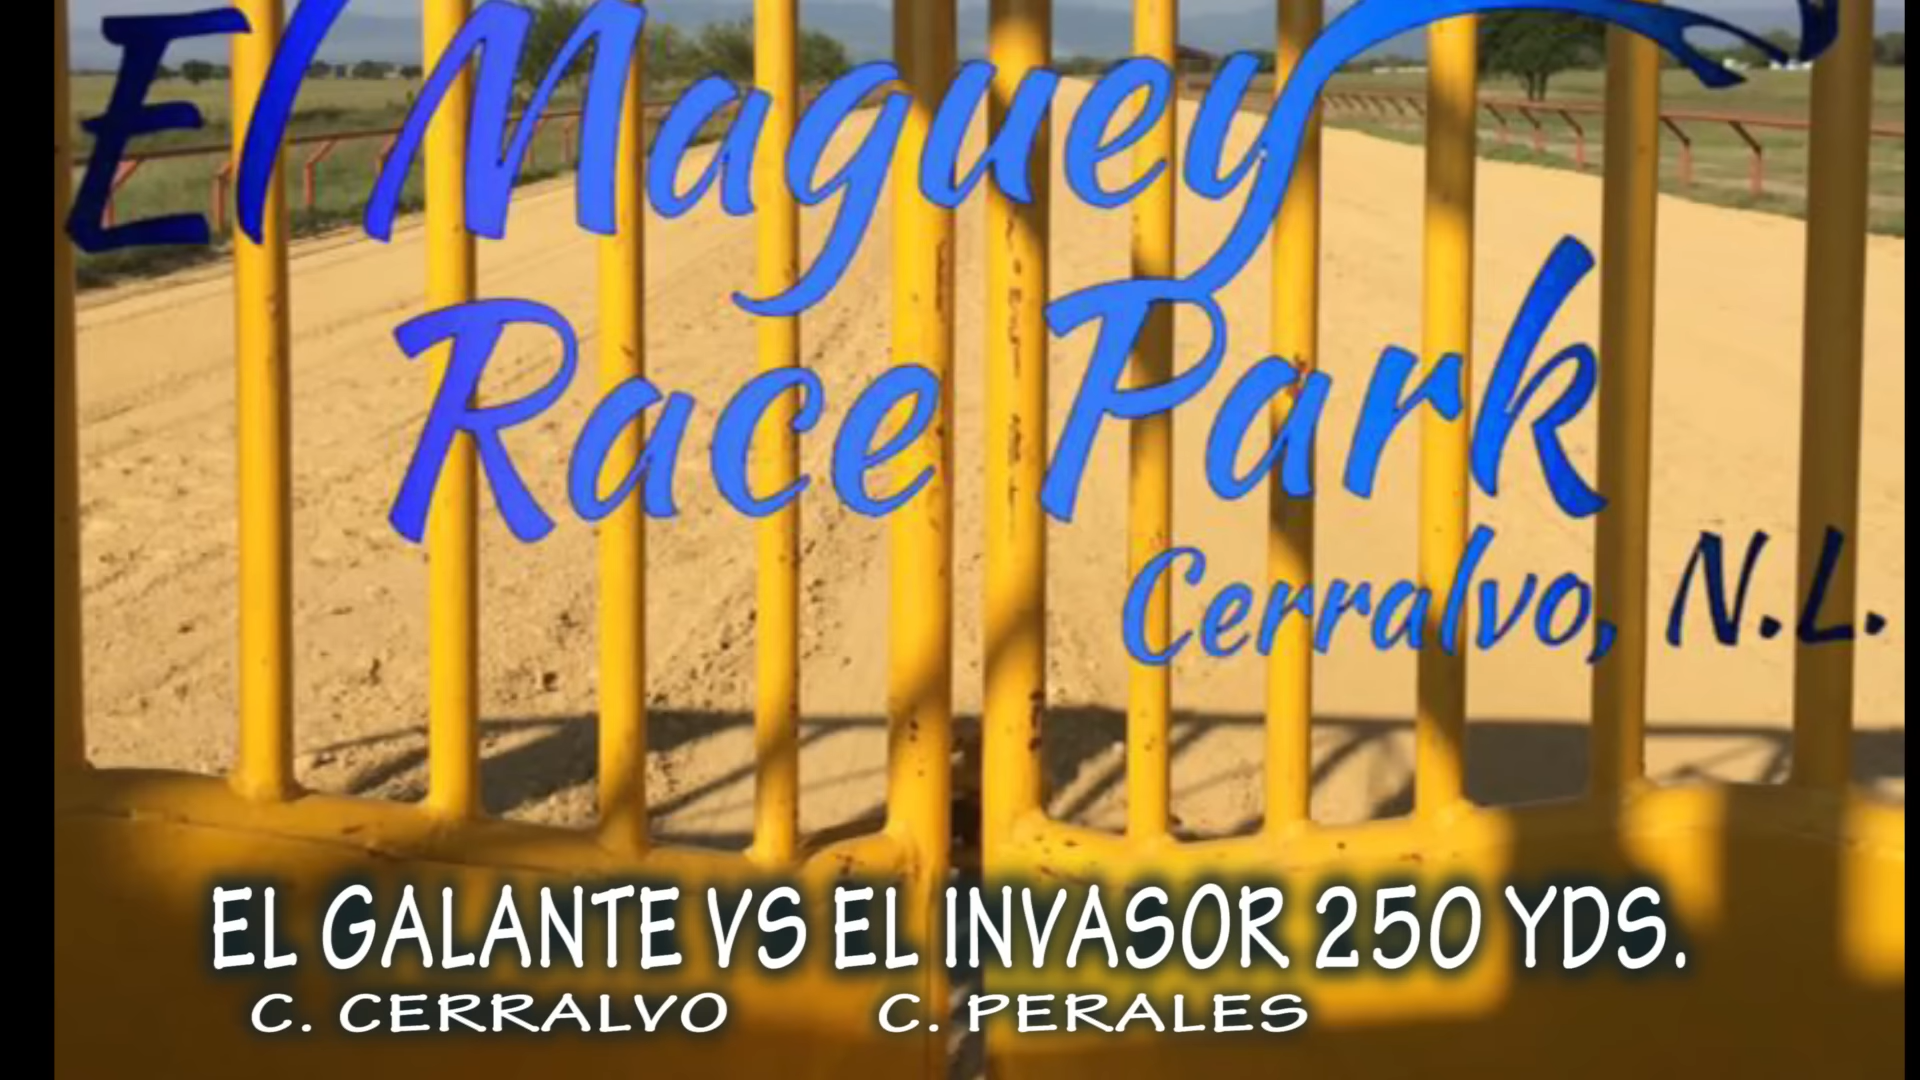 El Maguey
Race Park
Cerralvo, N.L.
EL GALANTE VS EL INVASOR 250 YDS.
C. CERRALVO C. PERALES